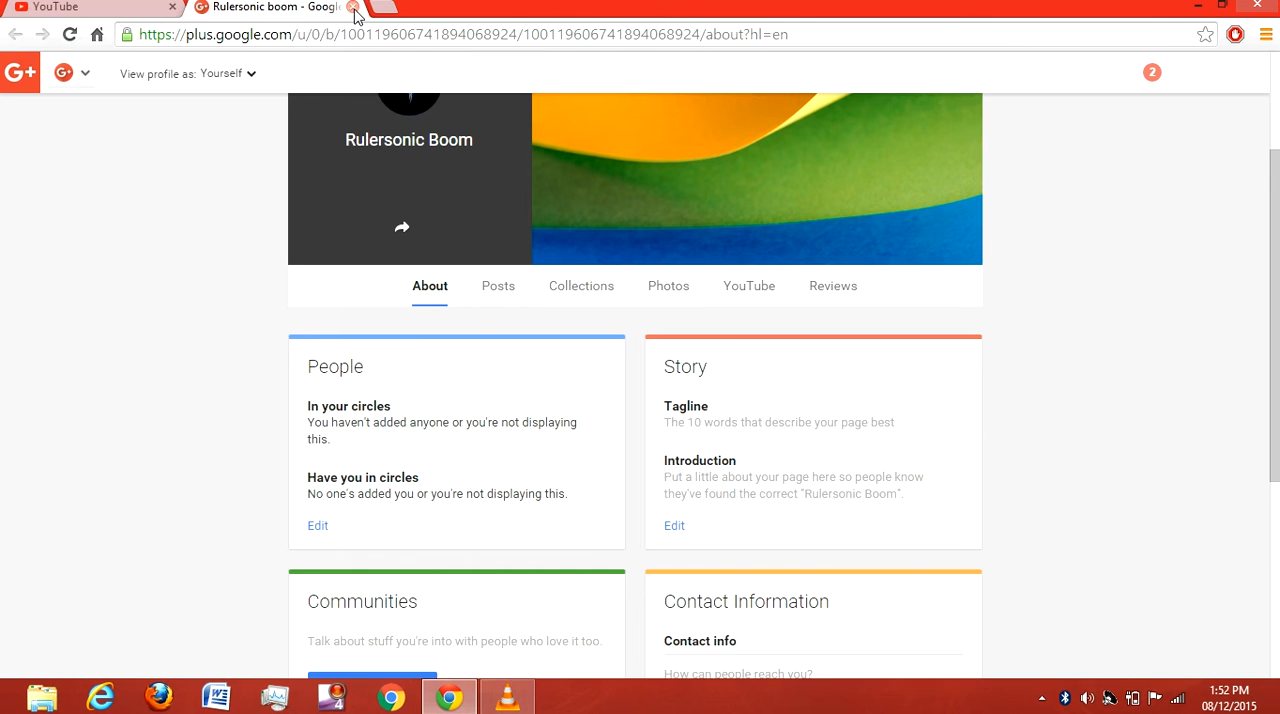 YouTube
Rulersonic boom - Googl
https://plus.google.com/u/0/b/100119606741894068924/100119606741894068924/about?hl=en
G+
G+
View profile as: Yourself
2
Rulersonic Boom
About
Posts
Collections
Photos
YouTube
Reviews
People
In your circles
You haven't added anyone or you're not displaying
this.
Have you in circles
No one's added you or you're not displaying this.
Edit
Story
Tagline
The 10 words that describe your page best
Introduction
Put a little about your page here so people know
they've found the correct "Rulersonic Boom".
Edit
Communities
Talk about stuff you're into with people who love it too.
Contact Information
Contact info
How can people reach you?
4
1:52 PM
08/12/2015